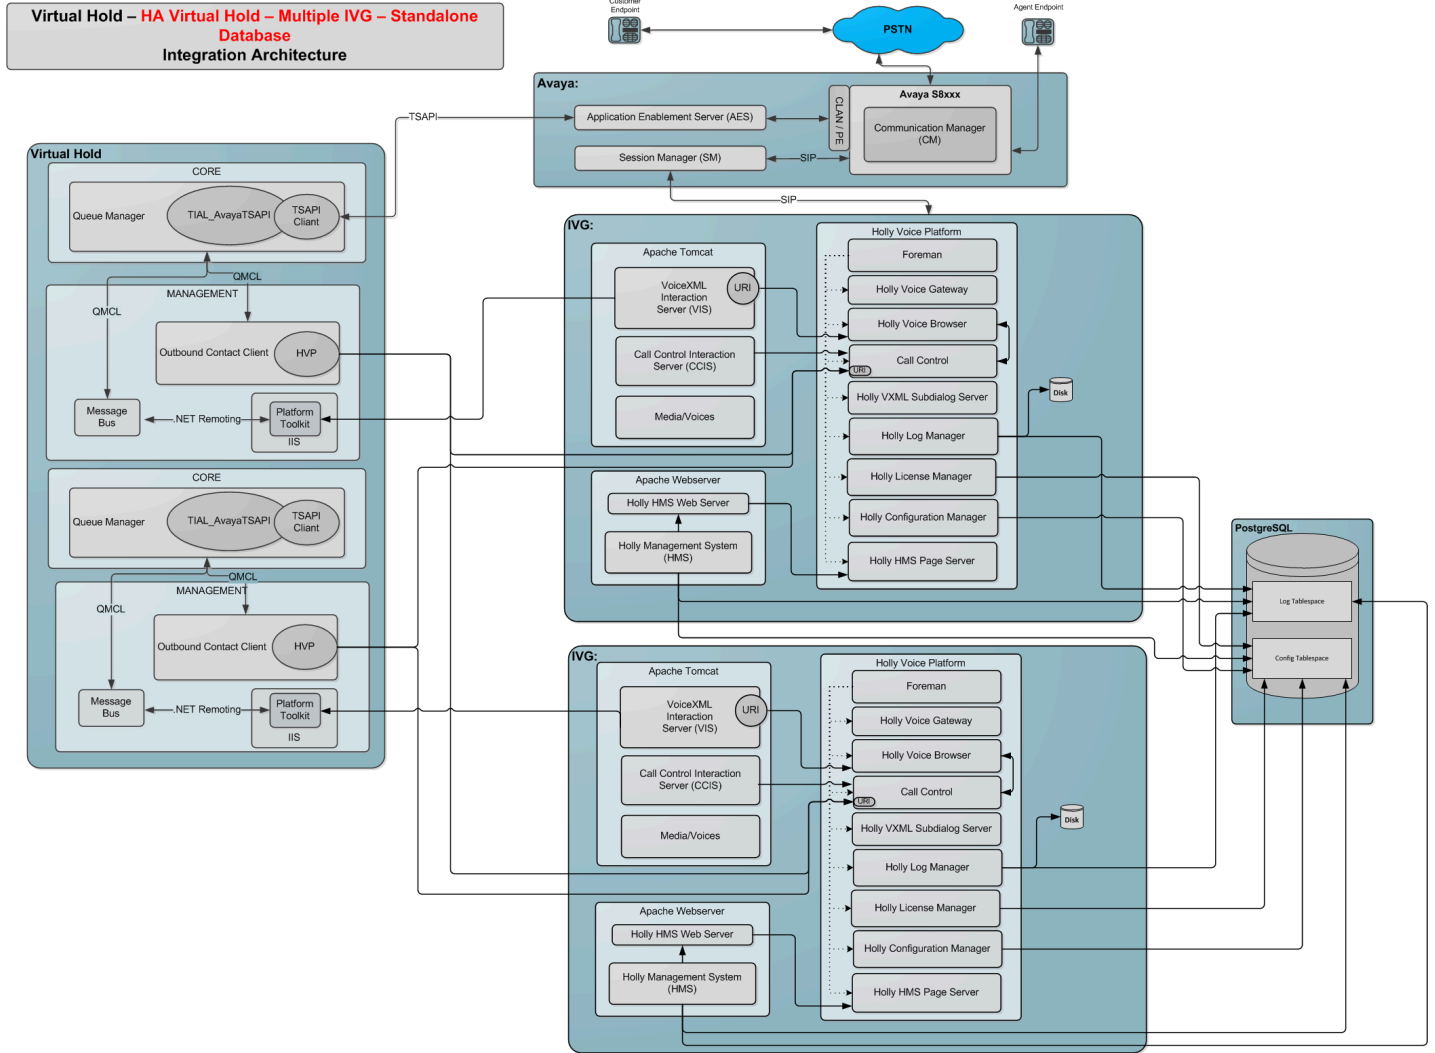 Virtual Hold – HA Virtual Hold – Multiple IVG – Standalone
Database
Integration Architecture
Customer
Endpoint
PSTN
Agent Endpoint
Avaya:
Application Enablement Server (AES)
Session Manager (SM)
SIP
CLAN / PE
Avaya S8xxx
Communication Manager
(CM)
TSAPI
SIP
Virtual Hold
CORE
Queue Manager
TIAL_AvayaTSAPI
TSAPI
Client
QMCL
MANAGEMENT
QMCL
Outbound Contact Client
HVP
Message
Bus
.NET Remoting
Platform
Toolkit
IIS
CORE
Queue Manager
TIAL_AvayaTSAPI
TSAPI
Client
QMCL
MANAGEMENT
QMCL
Outbound Contact Client
HVP
Message
Bus
.NET Remoting
Platform
Toolkit
IIS
IVG:
Apache Tomcat
VoiceXML
Interaction
Server (VIS)
URI
Call Control Interaction
Server (CCIS)
Media/Voices
Apache Webserver
Holly HMS Web Server
Holly Management System
(HMS)
Holly Voice Platform
Foreman
Holly Voice Gateway
Holly Voice Browser
Call Control
URI
Holly VXML Subdialog Server
Holly Log Manager
Holly License Manager
Holly Configuration Manager
Holly HMS Page Server
Disk
PostgreSQL
Log Tablespace
Config Tablespace
IVG:
Apache Tomcat
VoiceXML
Interaction
Server (VIS)
URI
Call Control Interaction
Server (CCIS)
Media/Voices
Apache Webserver
Holly HMS Web Server
Holly Management System
(HMS)
Holly Voice Platform
Foreman
Holly Voice Gateway
Holly Voice Browser
Call Control
URI
Holly VXML Subdialog Server
Holly Log Manager
Holly License Manager
Holly Configuration Manager
Holly HMS Page Server
Disk